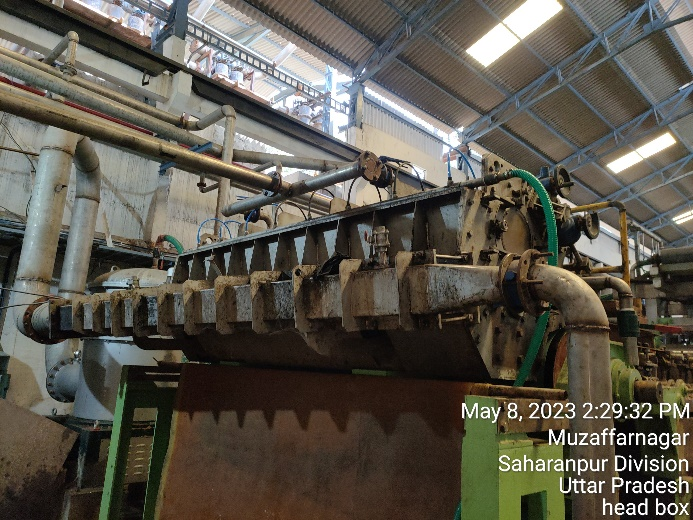 May 8, 2023 2:29:32 PM
Muzaffarnagar
Saharanpur Division
Uttar Pradesh
head box